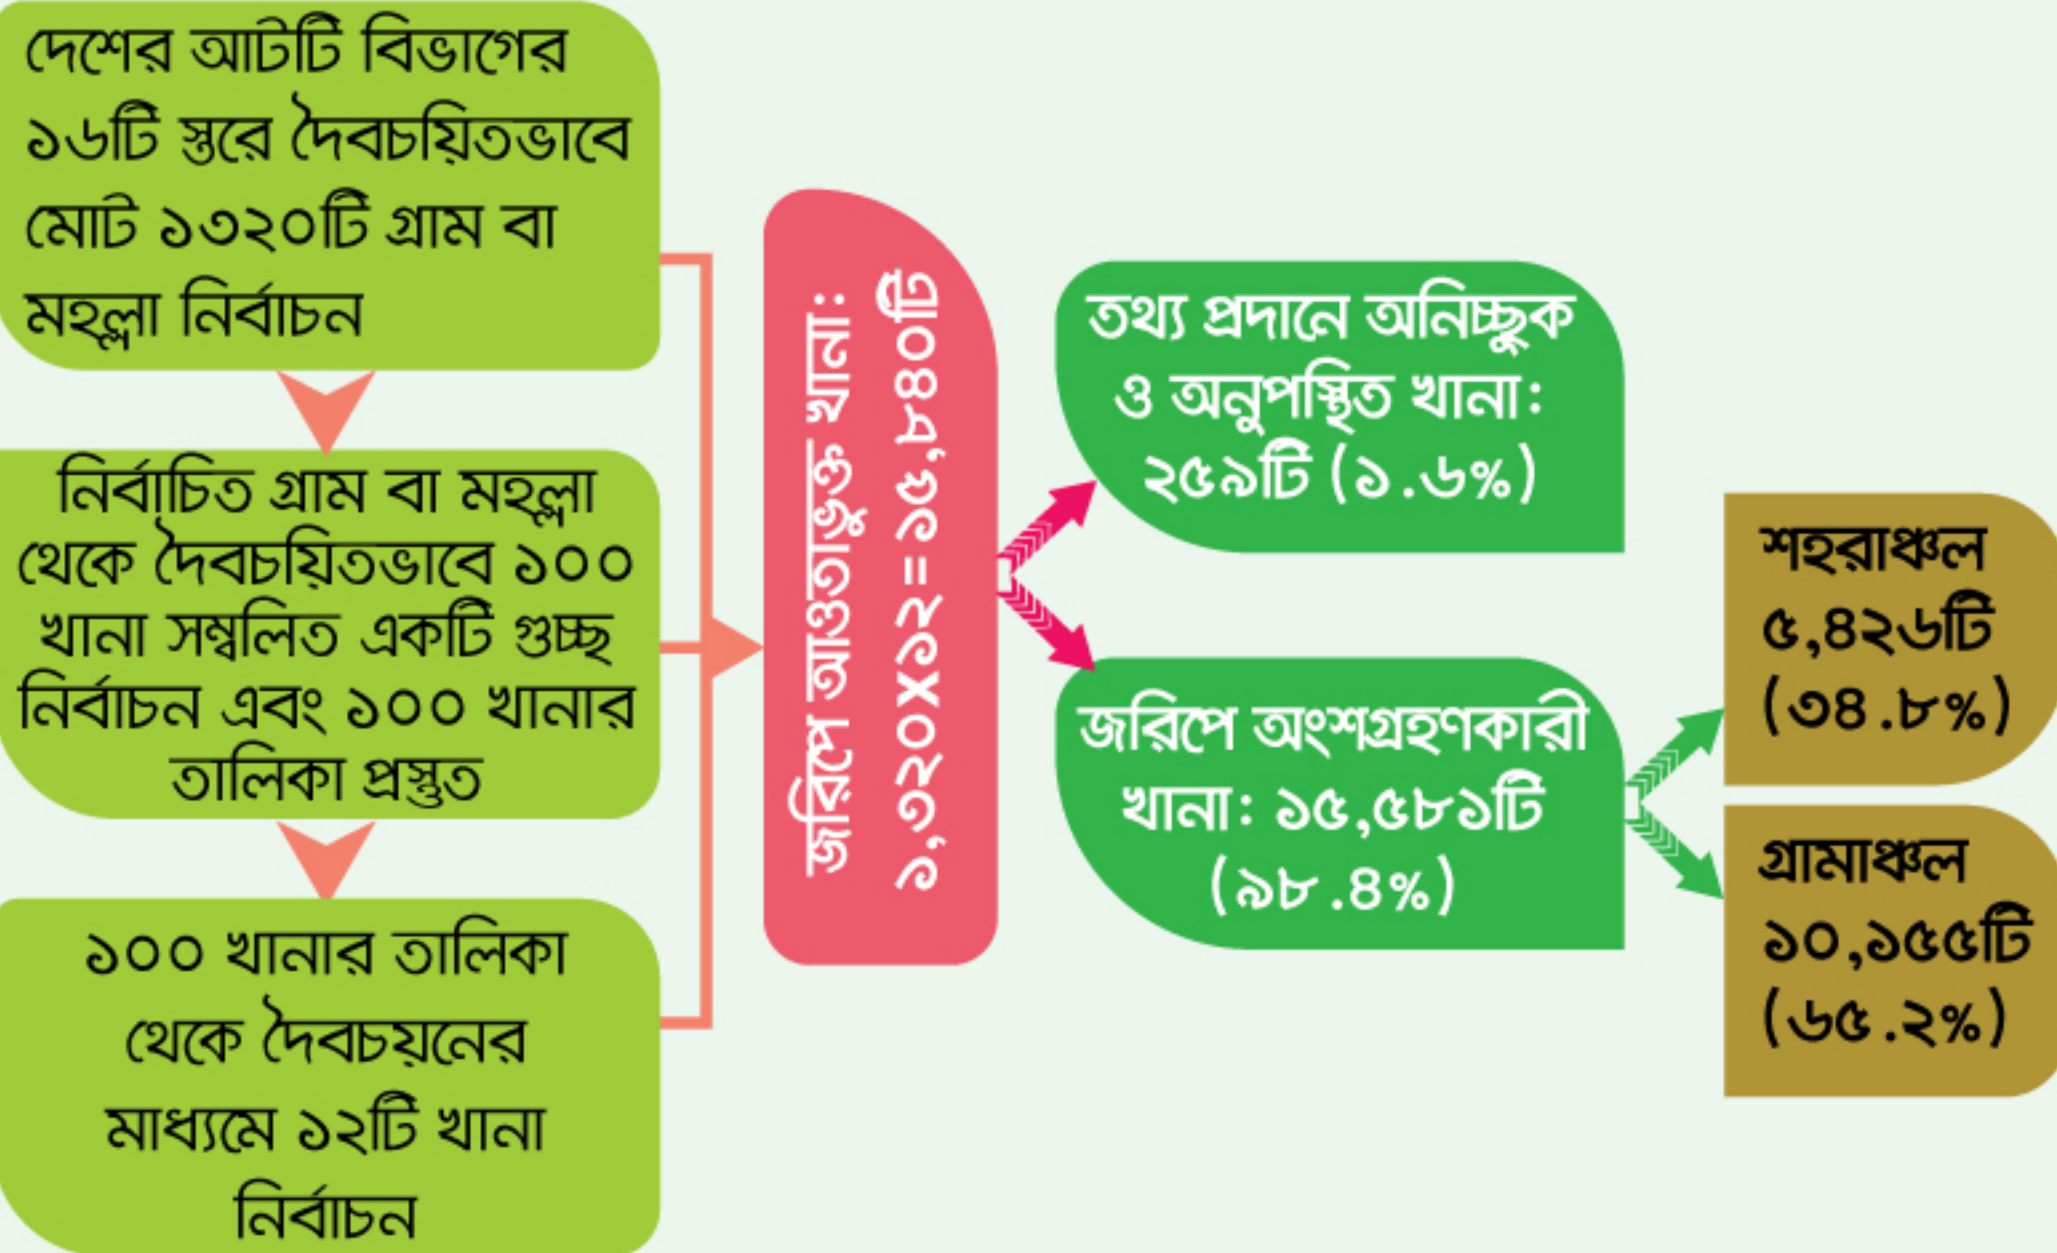 দেশের আটটি বিভাগের
১৬টি স্তরে দৈবচয়িতভাবে
মোট ১৩২০টি গ্রাম বা
মহল্লা নির্বাচন
নির্বাচিত গ্রাম বা মহল্লা
থেকে দৈবচয়িতভাবে ১০০
খানা সম্বলিত একটি গুচ্ছ
নির্বাচন এবং ১০০ খানার
তালিকা প্রস্তুত
১০০ খানার তালিকা
থেকে দৈবচয়নের
মাধ্যমে ১২টি খানা
নির্বাচন
জরিপে আওতাভুক্ত খানা:
১,৩২০X১২=১৫,৮৪০টি
তথ্য প্রদানে অনিচ্ছুক
ও অনুপস্থিত খানা:
২৫৯টি (১.৬%)
জরিপে অংশগ্রহণকারী
খানা: ১৫,৫৮১টি
(৯৮.৪%)
শহরাঞ্চল
৫,৪২৬টি
(৩৪.৮%)
গ্রামাঞ্চল
১০,১৫৫টি
(৬৫.২%)